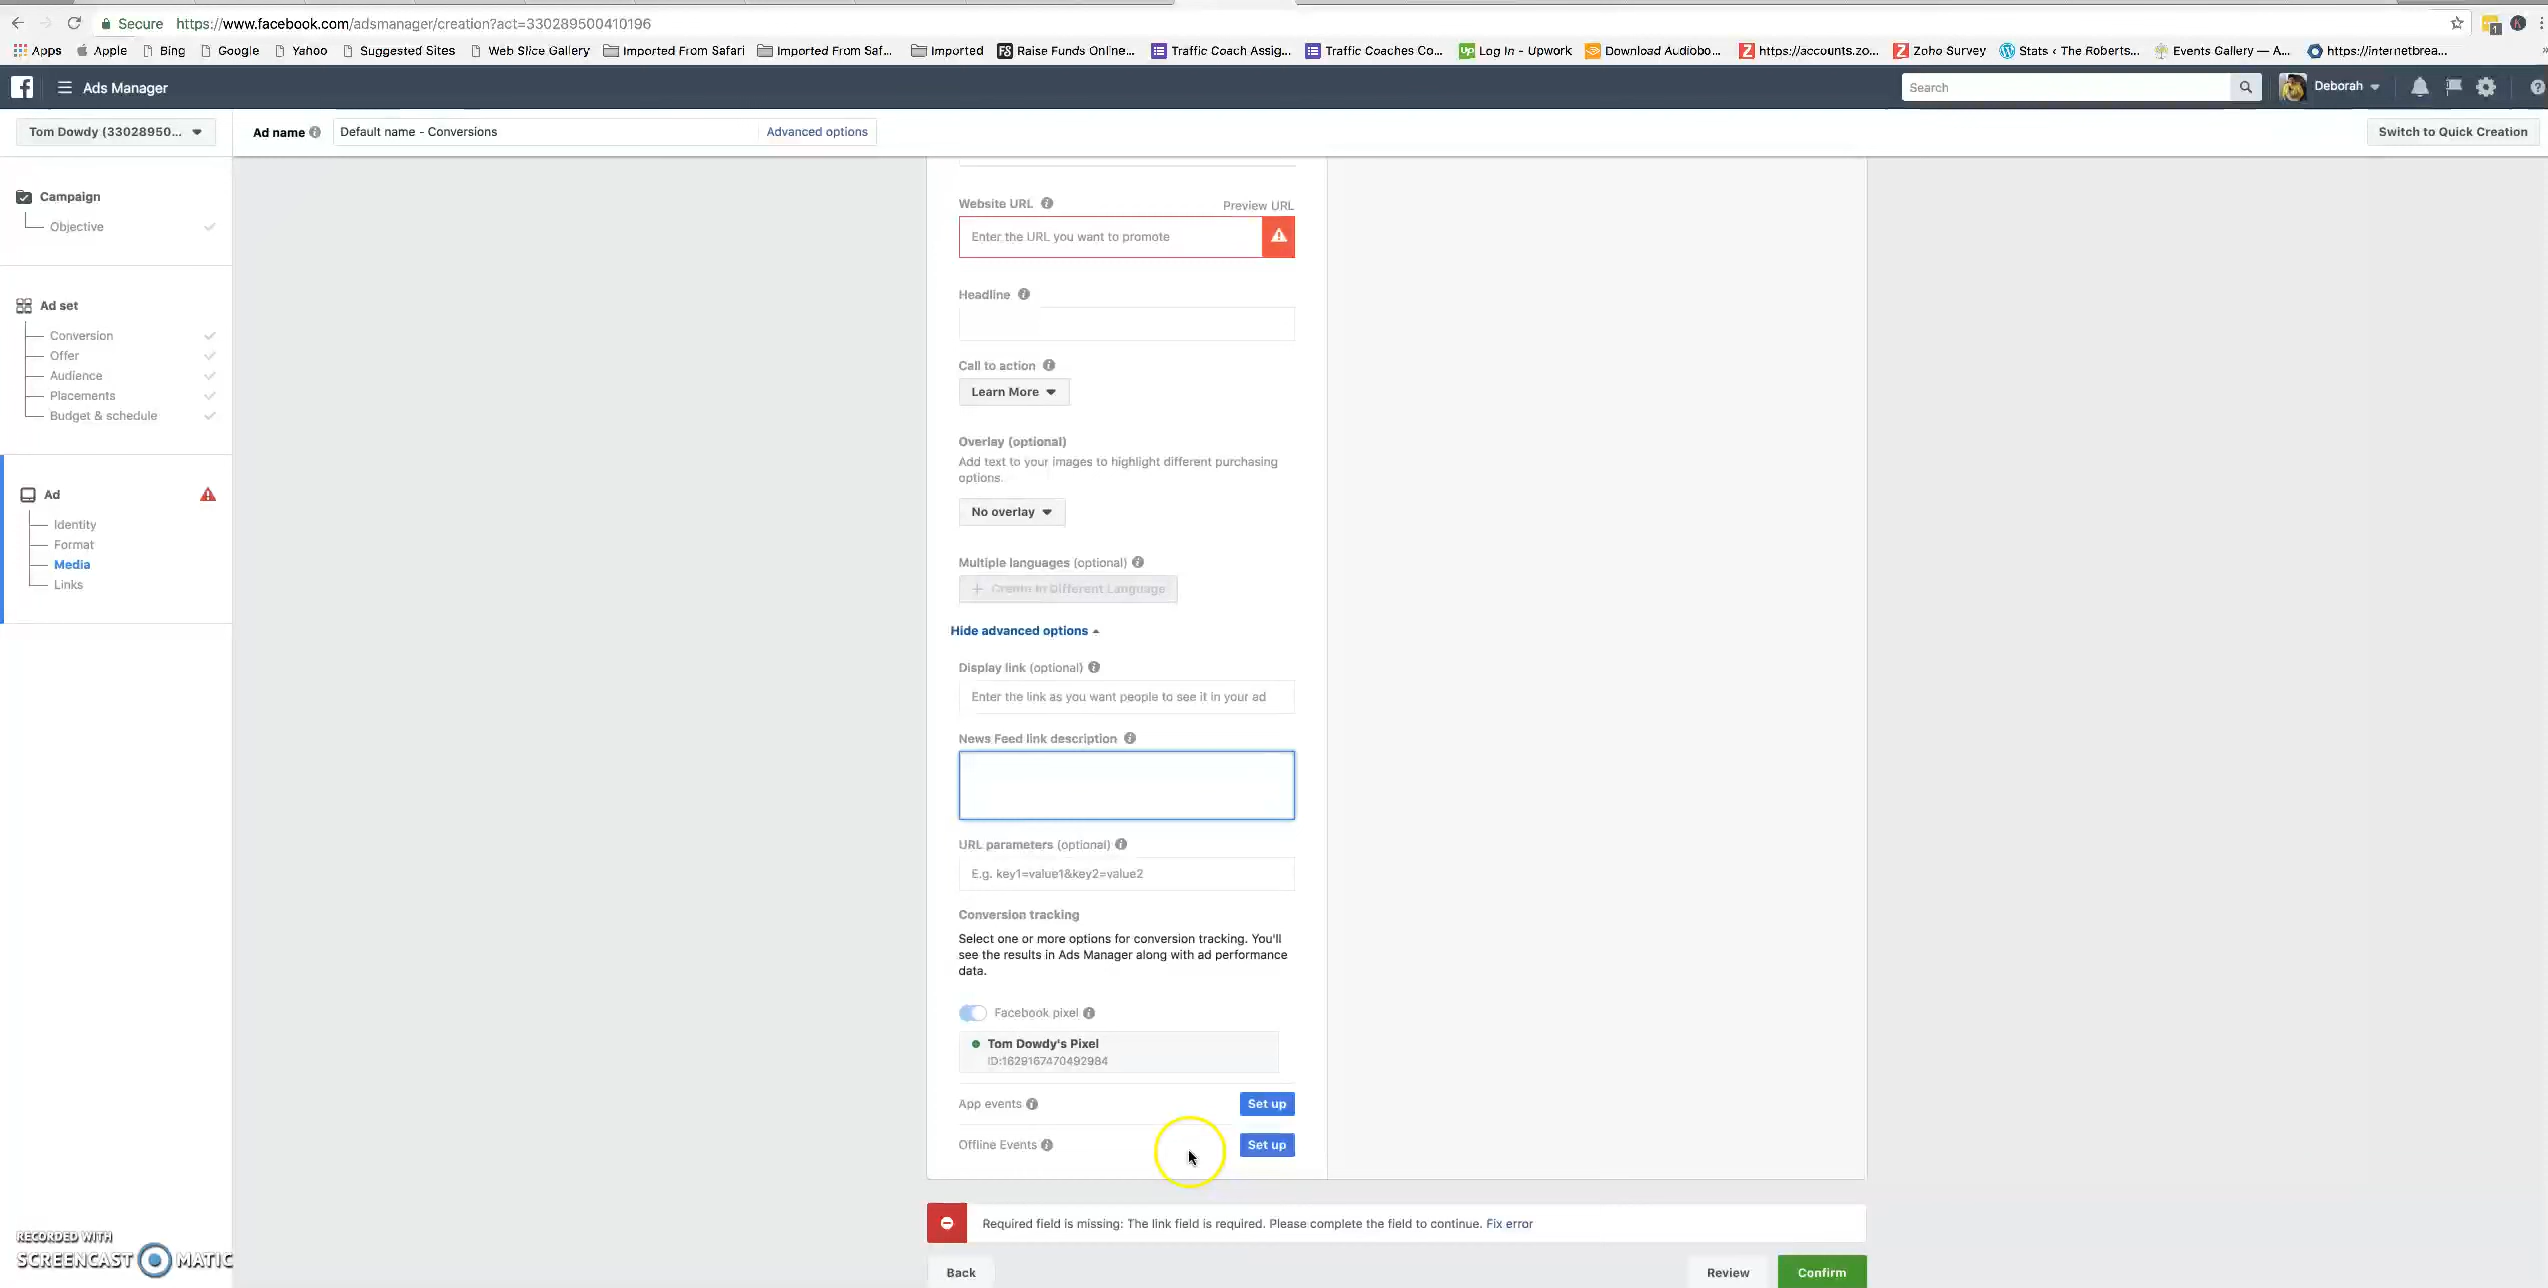 Secure https://www.facebook.com/adsmanager/creation?act=330289500410196
Apps Apple Bing Google Yahoo Suggested Sites Web Slice Gallery Imported From Safari Imported From Saf... Imported Raise Funds Online... Traffic Coach Assig... Traffic Coaches Co... Log In - Upwork Download Audiobo... https://accounts.zo... Zoho Survey Stats ‹ The Roberts... Events Gallery — A... https://internetbrea...
Ads Manager Search Deborah
Tom Dowdy (33028950... Ad name Default name - Conversions Advanced options Switch to Quick Creation
Campaign
Objective
Ad set
Conversion
Offer
Audience
Placements
Budget & schedule
Ad
Identity
Format
Media
Links
Website URL Preview URL
Enter the URL you want to promote
Headline
Call to action
Learn More
Overlay (optional)
Add text to your images to highlight different purchasing
options.
No overlay
Multiple languages (optional)
+ Create In Different Language
Hide advanced options
Display link (optional)
Enter the link as you want people to see it in your ad
News Feed link description
URL parameters (optional)
E.g. key1=value1&key2=value2
Conversion tracking
Select one or more options for conversion tracking. You'll
see the results in Ads Manager along with ad performance
data.
Facebook pixel
Tom Dowdy's Pixel
ID:1629167470492984
App events Set up
Offline Events Set up
Required field is missing: The link field is required. Please complete the field to continue. Fix error
Back Review Confirm
RECORDED WITH
SCREENCAST MATIC